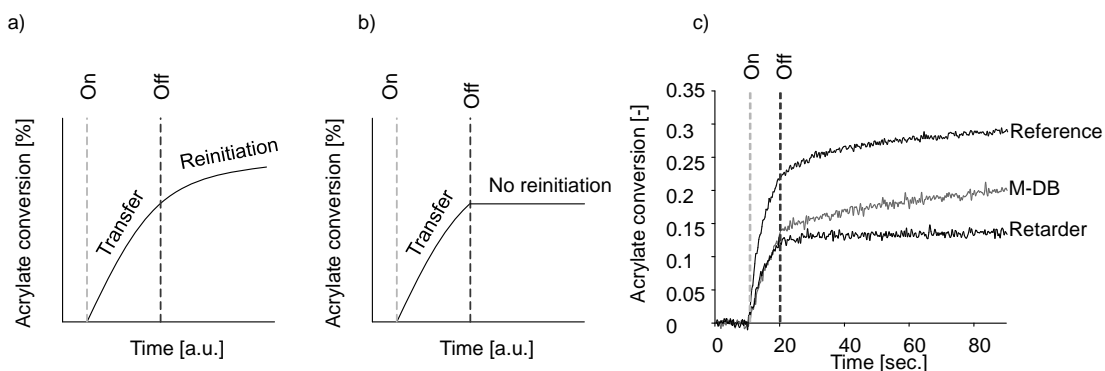 a)
On
Off
Acrylate conversion [%]
Transfer
Reinitiation
Time [a.u.]
b)
On
Off
Acrylate conversion [%]
Transfer
No reinitiation
Time [a.u.]
c)
On
Off
Acrylate conversion [-]
0.35
0.3
0.25
0.2
0.15
0.1
0.05
0
Reference
M-DB
Retarder
0 20 40 60 80
Time [sec.]